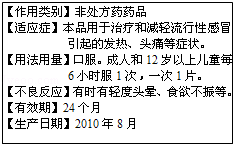 【作用类别】非处方药药品
【适应症】本品用于治疗和减轻流行性感冒
引起的发热、头痛等症状。
【用法用量】口服。成人和12岁以上儿童每
6小时服1次，一次1片。
【不良反应】有时有轻度头晕、食欲不振等。
【有效期】24个月
【生产日期】2010年8月